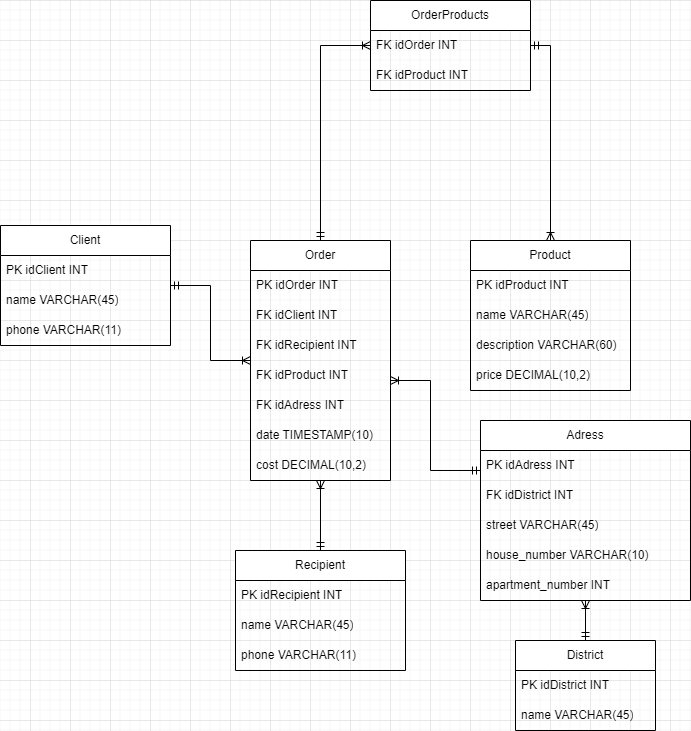 OrderProducts
FK idOrder INT
FK idProduct INT
Client
PK idClient INT
name VARCHAR(45)
phone VARCHAR(11)
Order
PK idOrder INT
FK idClient INT
FK idRecipient INT
FK idProduct INT
FK idAdress INT
date TIMESTAMP(10)
cost DECIMAL(10,2)
Product
PK idProduct INT
name VARCHAR(45)
description VARCHAR(60)
price DECIMAL(10,2)
Adress
PK idAdress INT
FK idDistrict INT
street VARCHAR(45)
house_number VARCHAR(10)
apartment_number INT
Recipient
PK idRecipient INT
name VARCHAR(45)
phone VARCHAR(11)
District
PK idDistrict INT
name VARCHAR(45)